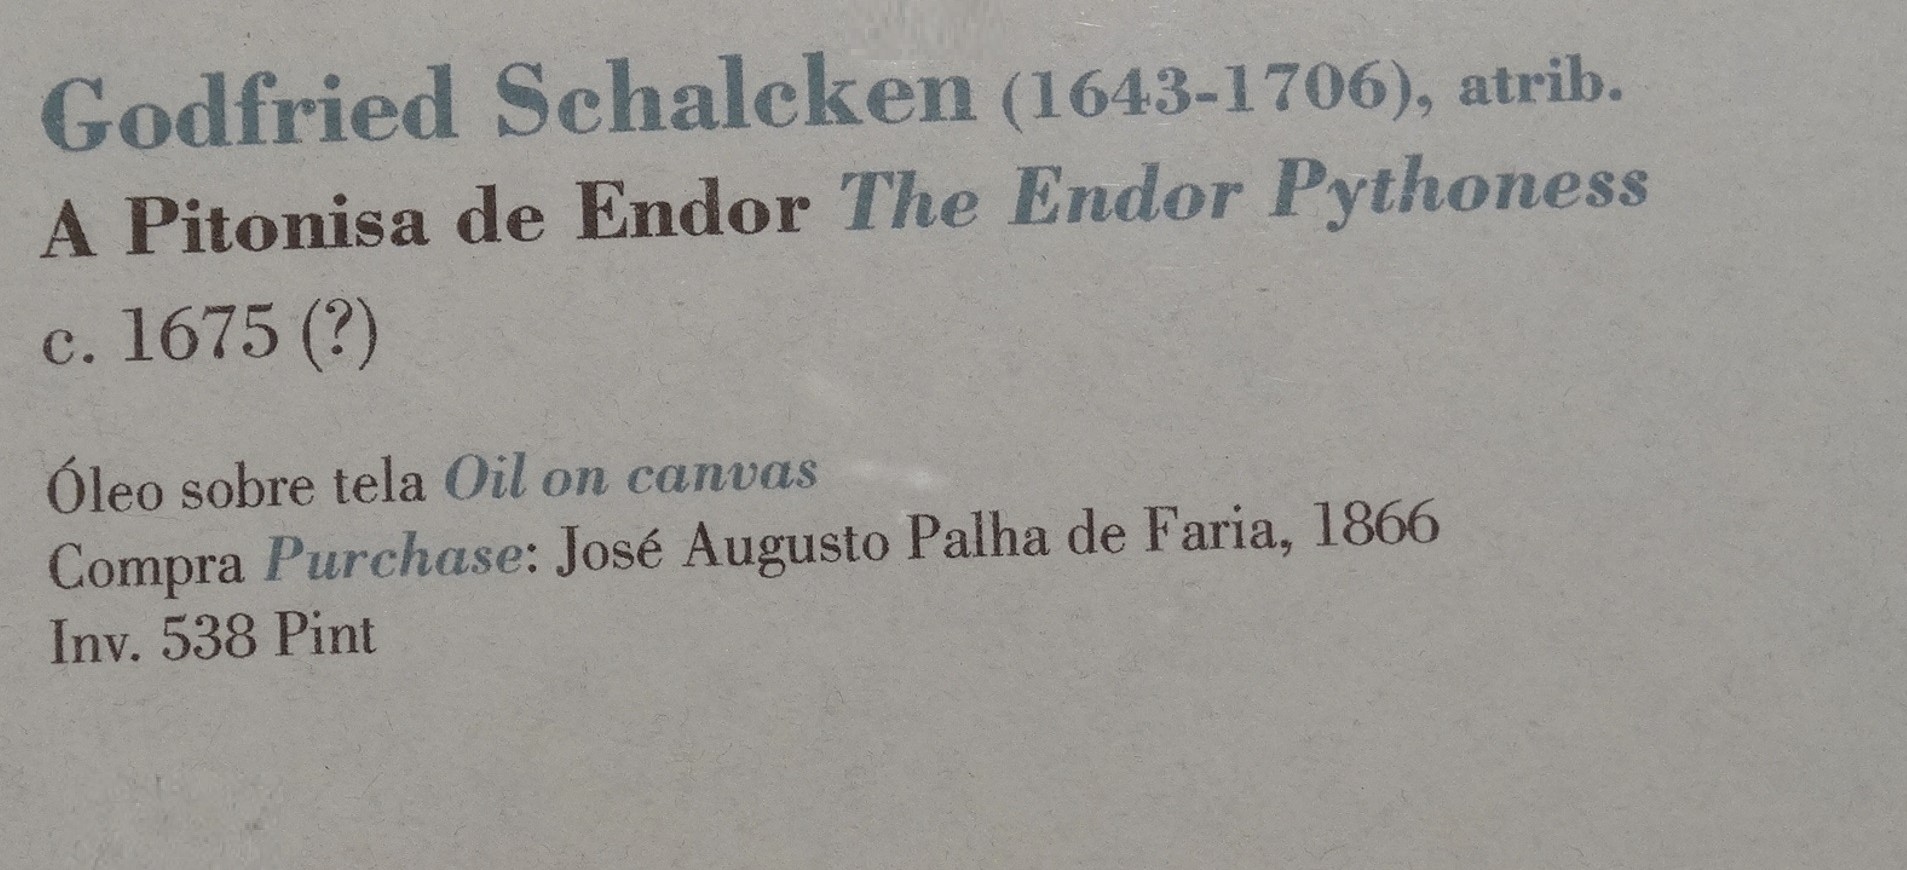 Godfried Schalcken (1643-1706), atrib.
A Pitonisa de Endor The Endor Pythoness
c. 1675 (?)
Óleo sobre tela Oil on canvas
Compra Purchase: José Augusto Palha de Faria, 1866
Inv. 538 Pint